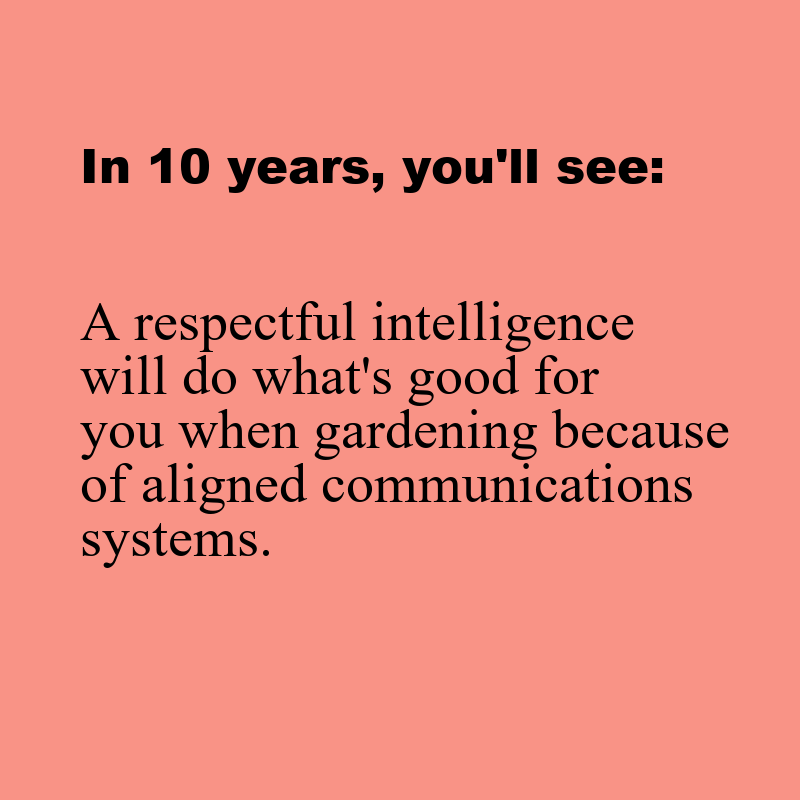 In 10 years, you'll see:
A respectful intelligence
will do what's good for
you when gardening because
of aligned communications
systems.